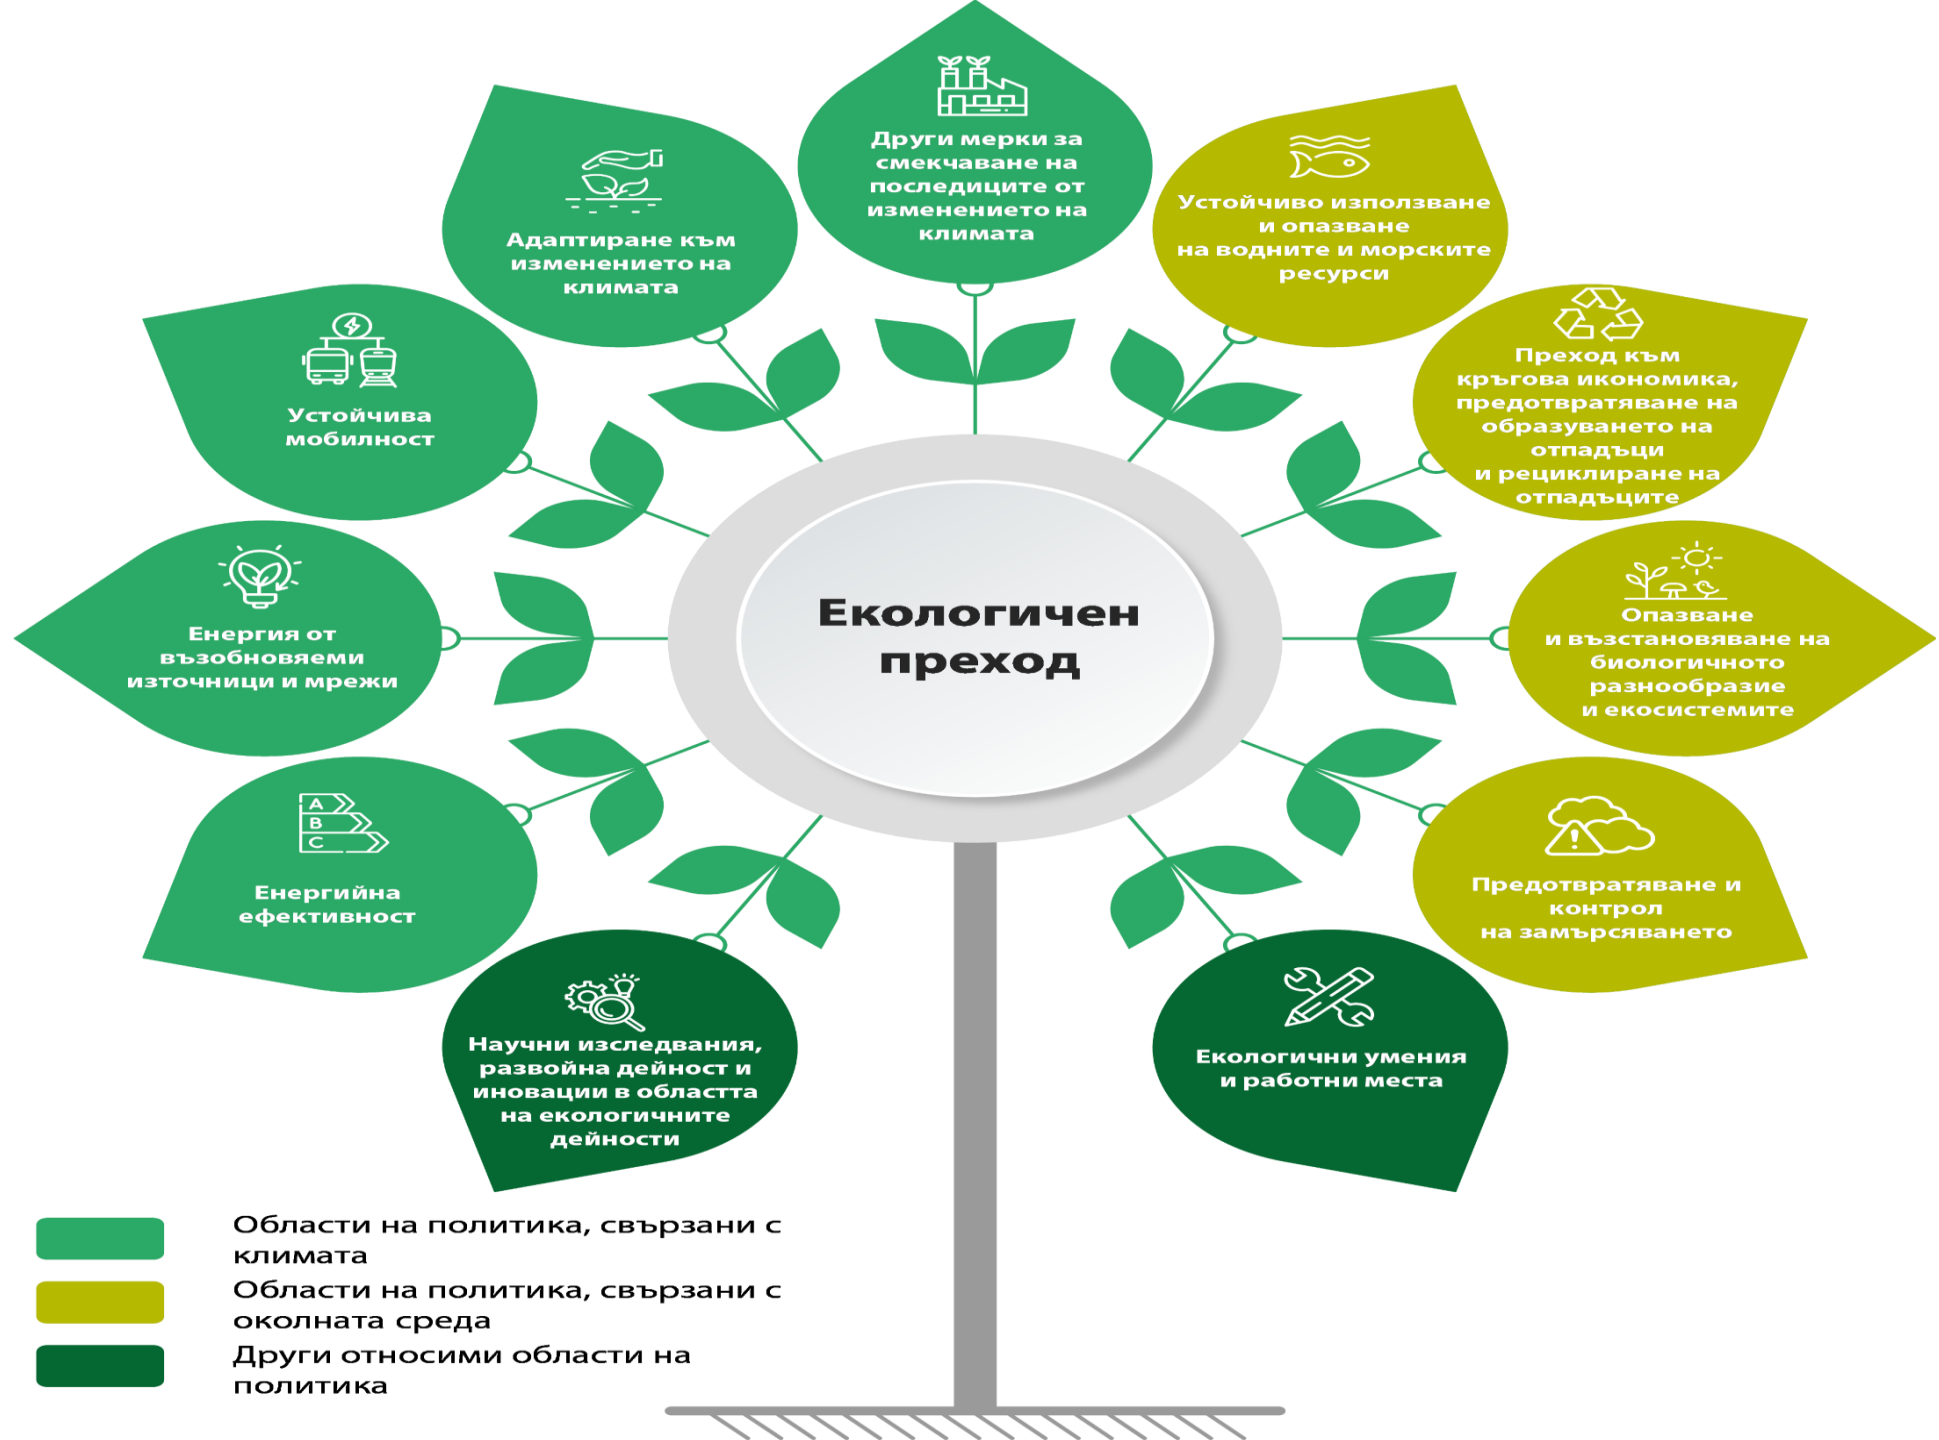 Други мерки за
смекчаване на
последиците от
изменението на
климата
Адаптиране към
изменението на
климата
Устойчиво използване
и опазване
на водните и морските
ресурси
Устойчива
мобилност
Преход към
кръгова икономика,
предотвратяване на
образуването на
отпадъци
и рециклиране на
отпадъците
Енергия от
възобновяеми
източници и мрежи
Екологичен
преход
Опазване
и възстановяване на
биологичното
разнообразие
и екосистемите
A
B
C
Енергийна
ефективност
Предотвратяване и
контрол
на замърсяването
Научни изследвания,
развойна дейност и
иновации в областта
на екологичните
дейности
Екологични умения
и работни места
Области на политика, свързани с
климата
Области на политика, свързани с
околната среда
Други относими области на
политика